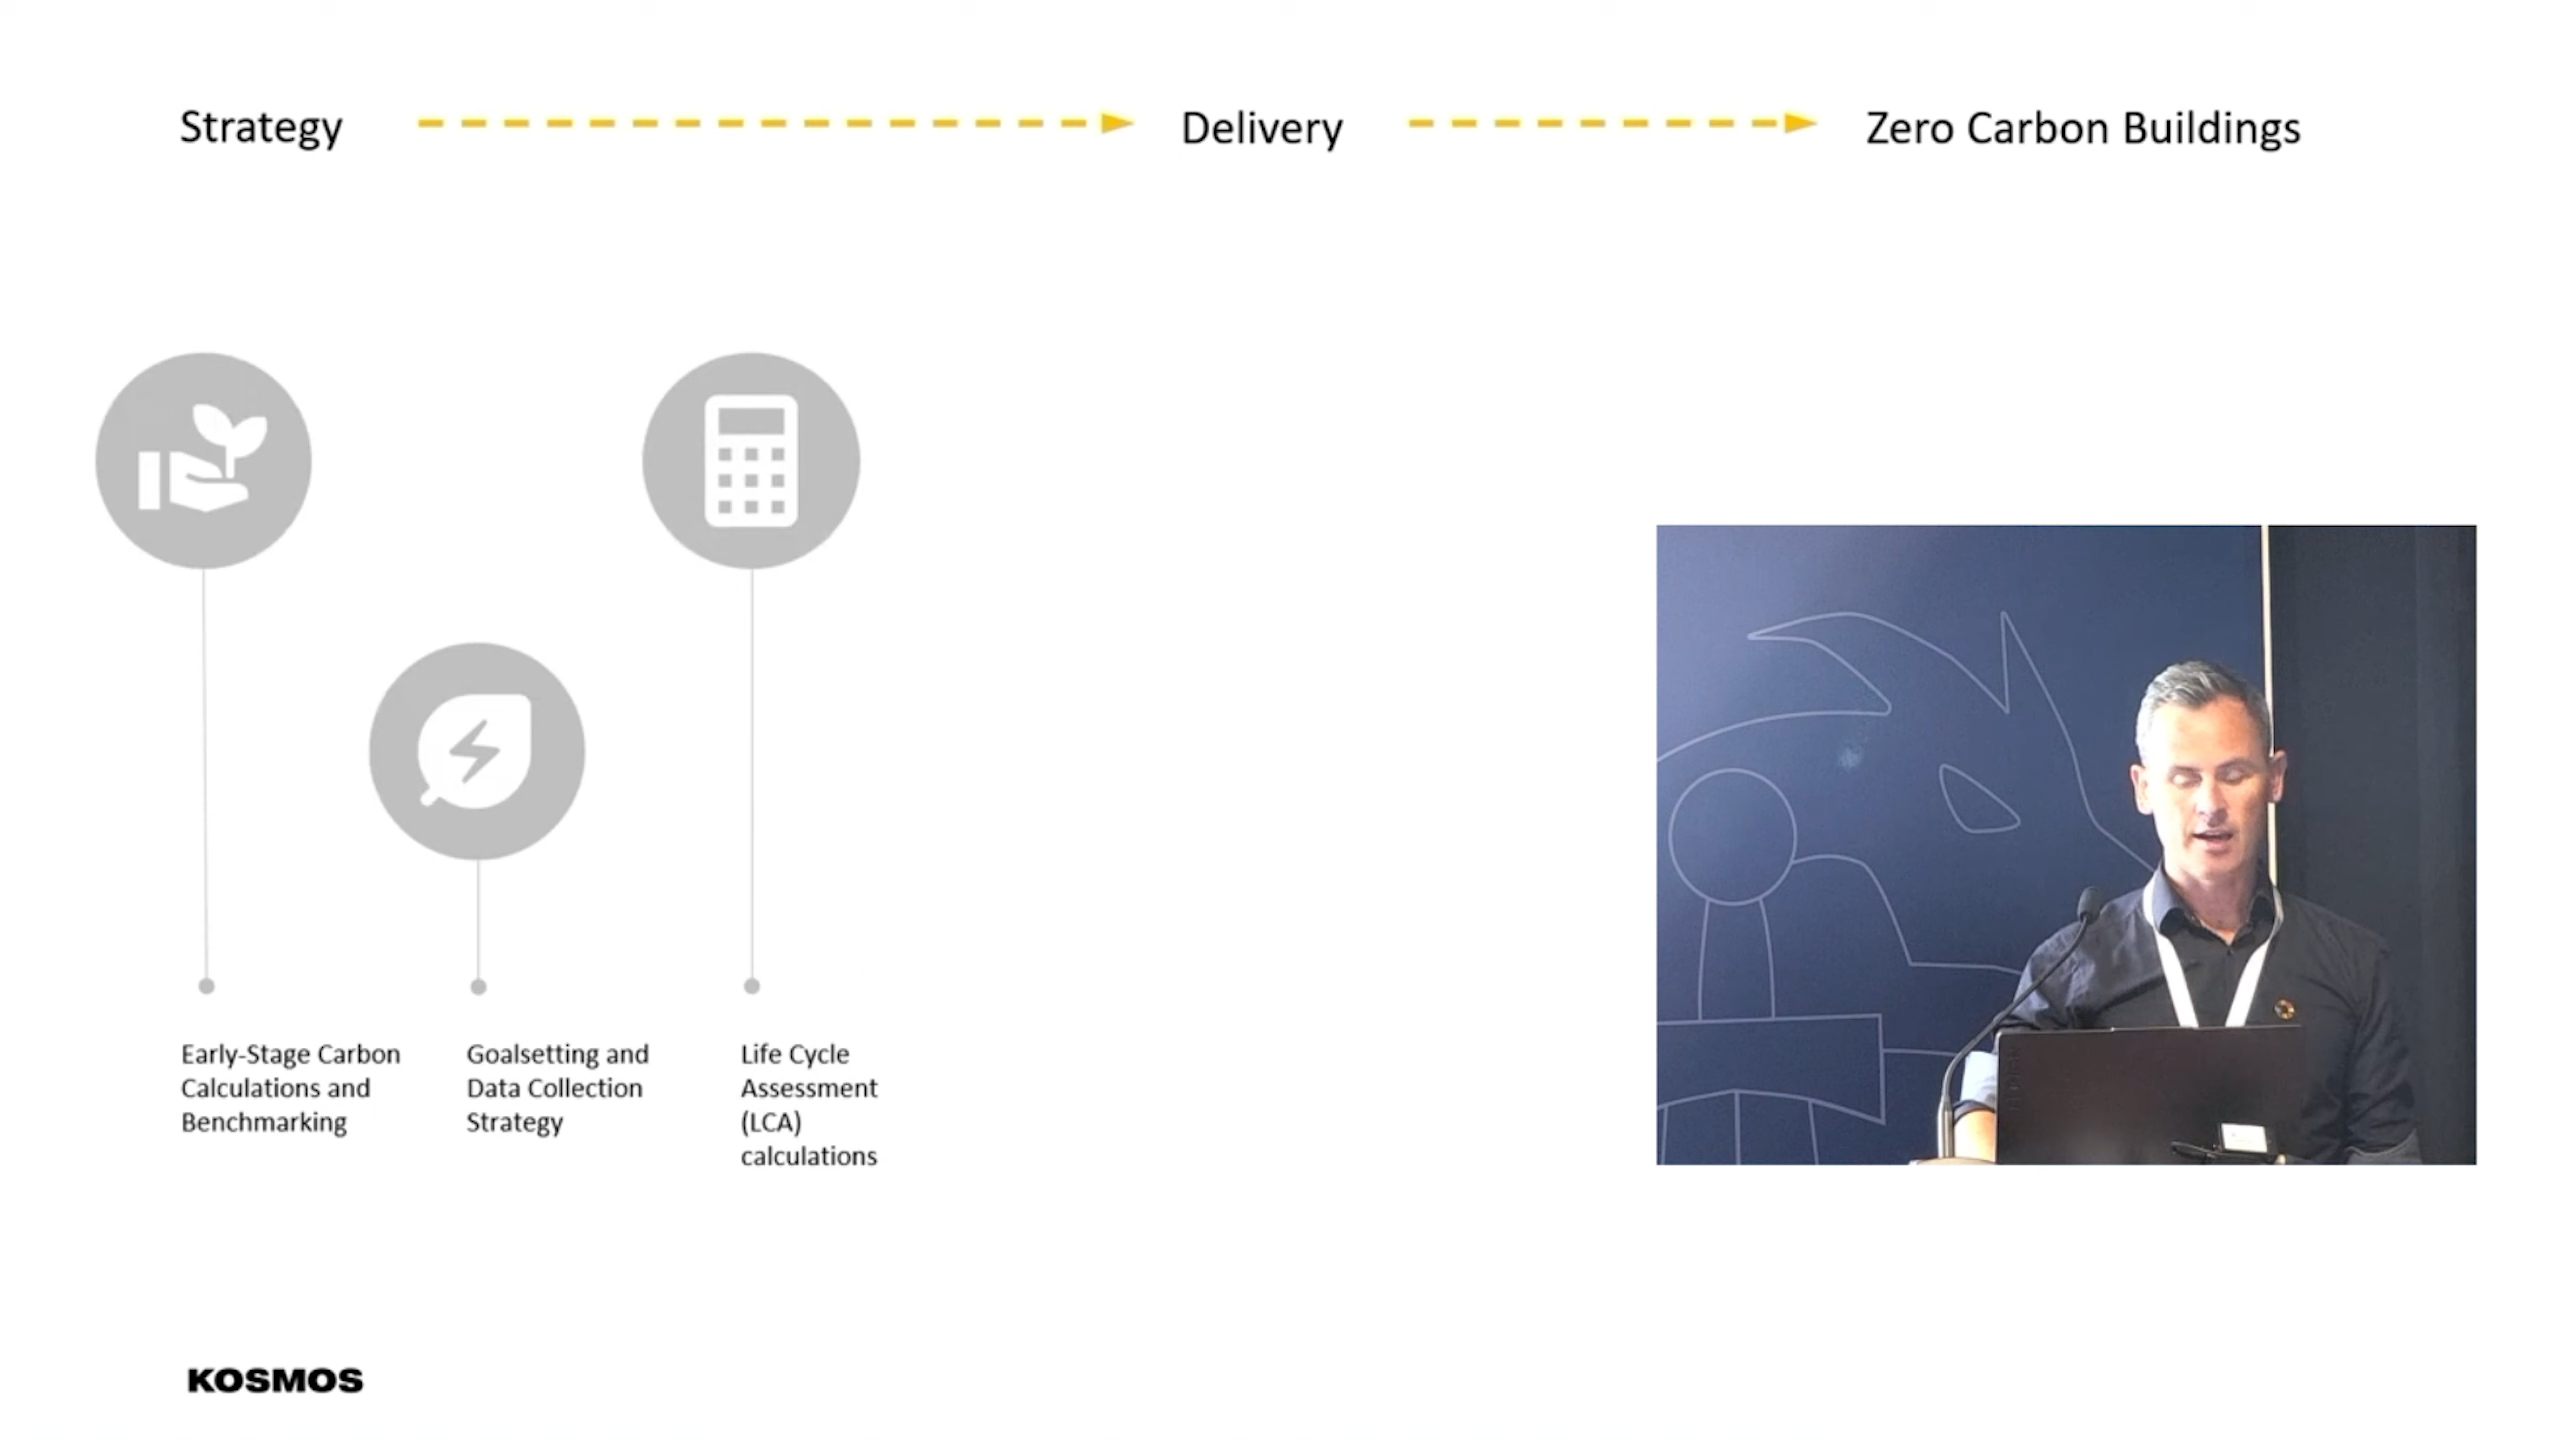 Strategy
Delivery
Zero Carbon Buildings
Early-Stage Carbon
Calculations and
Benchmarking
Goalsetting and
Data Collection
Strategy
Life Cycle
Assessment
(LCA)
calculations
KOSMOS